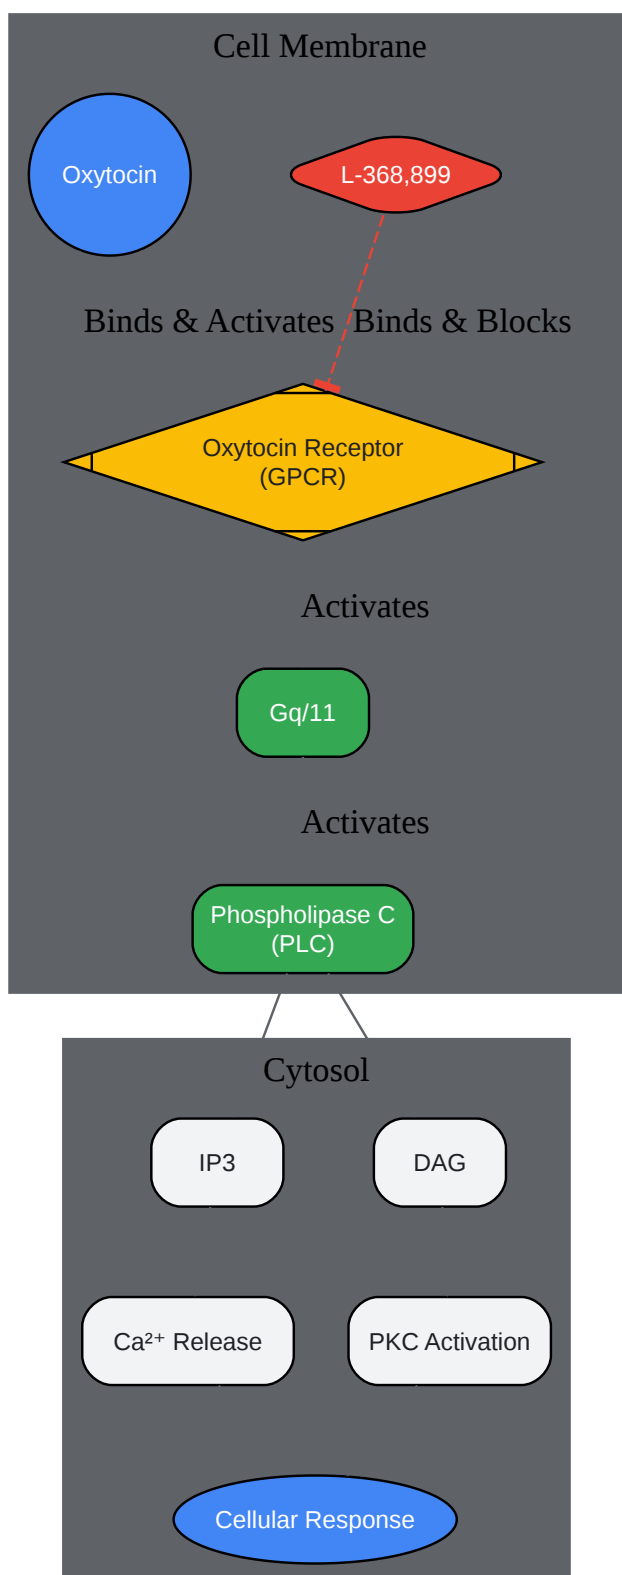 Cell Membrane
Oxytocin
L-368,899
Binds & Activates
Binds & Blocks
Oxytocin Receptor
(GPCR)
Activates
Gq/11
Activates
Phospholipase C
(PLC)
Cytosol
IP3
DAG
Ca²⁺ Release
PKC Activation
Cellular Response